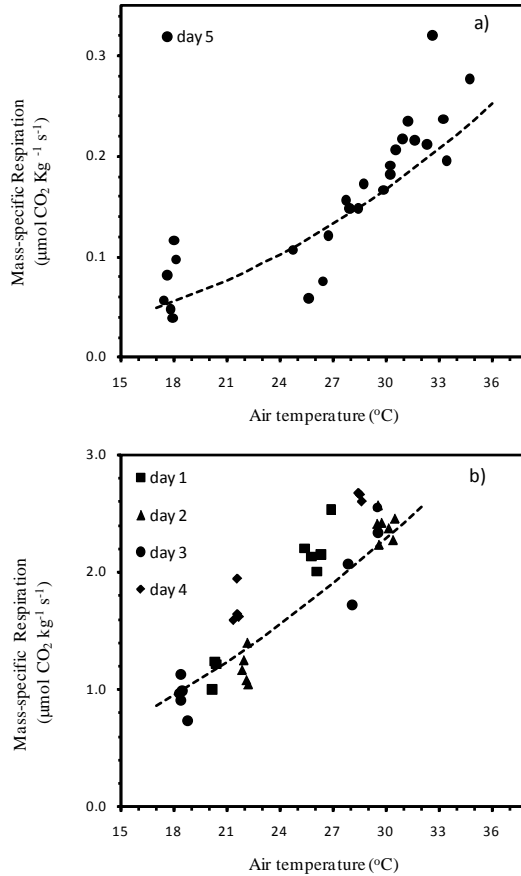 a)
day 5
0.3
0.2
0.1
0.0
Mass-specific Respiration
(μmol CO₂ Kg⁻¹ s⁻¹)
15 18 21 24 27 30 33 36
Air temperature (°C)
b)
day 1
day 2
day 3
day 4
3.0
2.0
1.0
0.0
Mass-specific Respiration
(μmol CO₂ kg⁻¹ s⁻¹)
15 18 21 24 27 30 33 36
Air temperature (°C)